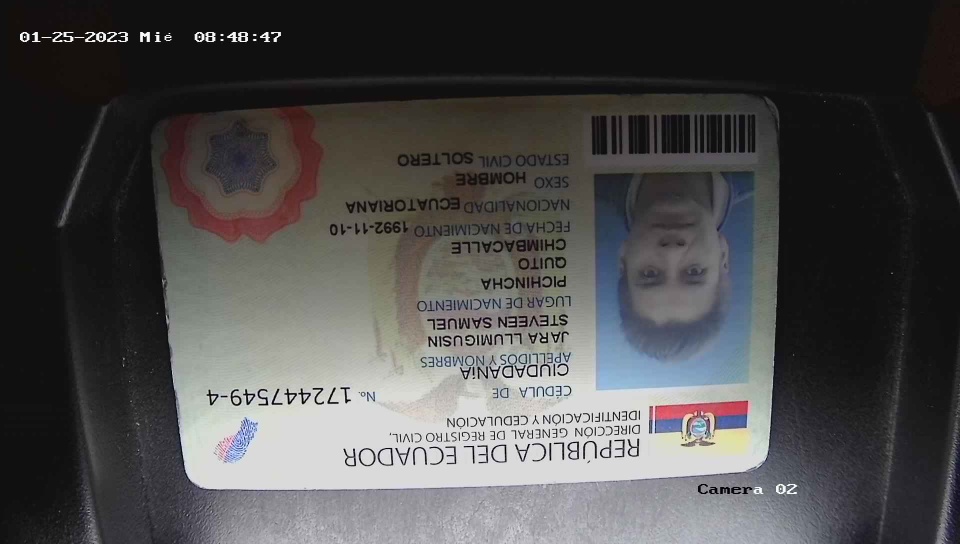 01-25-2023 Mié 08:48:47
REPÚBLICA DEL ECUADOR
DIRECCIÓN GENERAL DE REGISTRO CIVIL,
IDENTIFICACIÓN Y CEDULACIÓN
CÉDULA DE No. 172447549-4
CIUDADANÍA
APELLIDOS Y NOMBRES
JARA LLUMIGUSIN
STEVEEN SAMUEL
LUGAR DE NACIMIENTO
PICHINCHA
QUITO
CHIMBACALLE
FECHA DE NACIMIENTO 1992-11-10
NACIONALIDAD ECUATORIANA
SEXO HOMBRE
ESTADO CIVIL SOLTERO
Camera 02